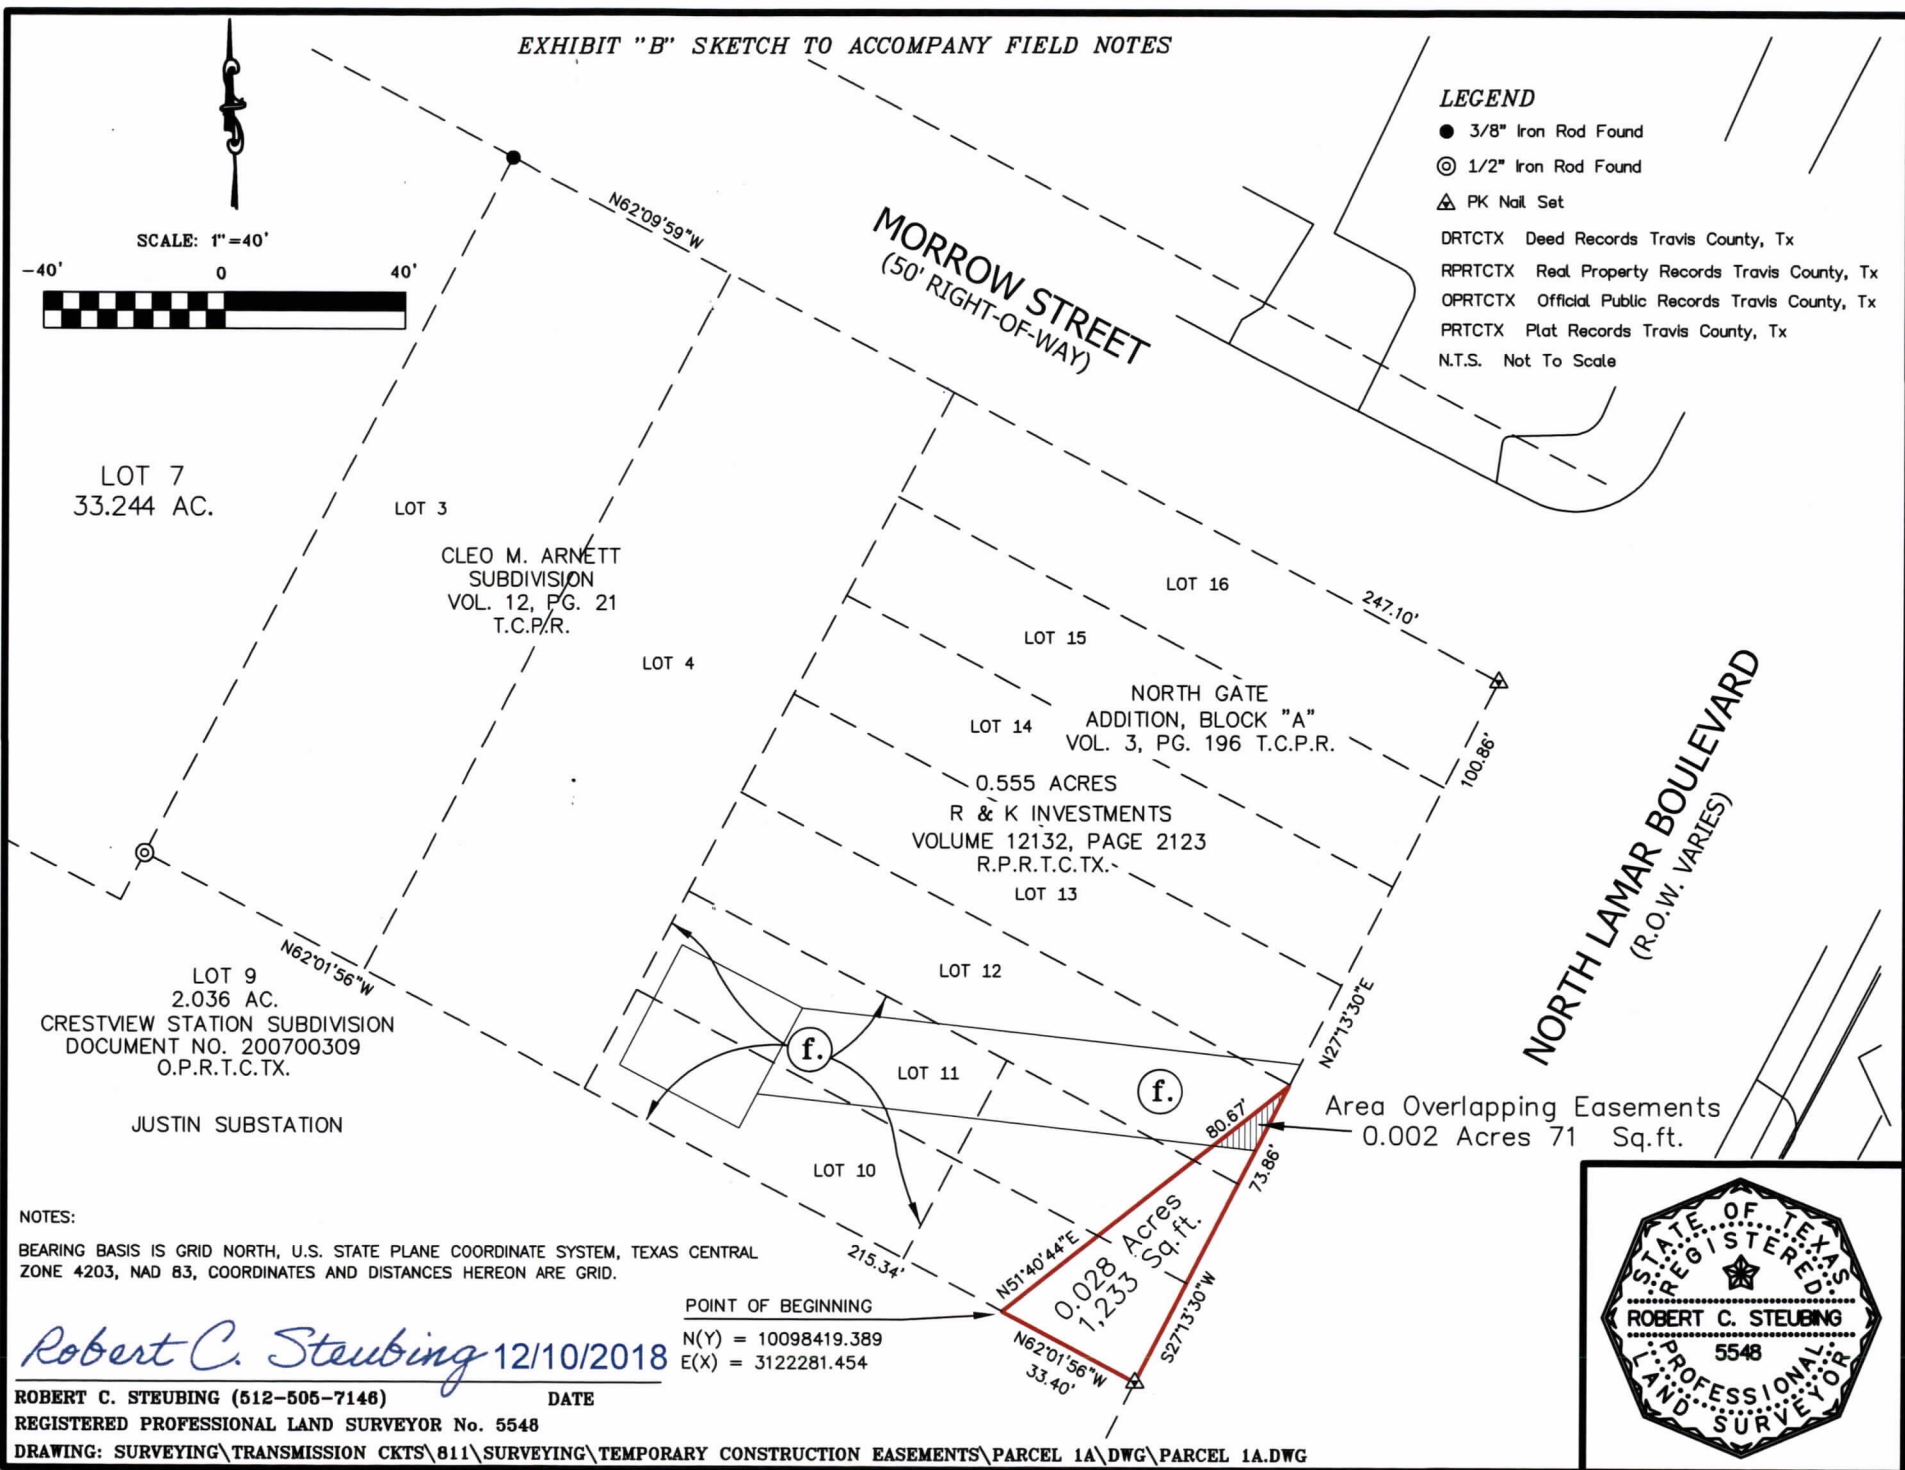 EXHIBIT "B" SKETCH TO ACCOMPANY FIELD NOTES
SCALE: 1"=40'
-40'
0
40'
LEGEND
3/8" Iron Rod Found
1/2" Iron Rod Found
PK Nail Set
DRTCTX Deed Records Travis County, Tx
RPRTCTX Real Property Records Travis County, Tx
OPRTCTX Official Public Records Travis County, Tx
PRTCTX Plat Records Travis County, Tx
N.T.S. Not To Scale
N62°09'59"W
MORROW STREET
(50' RIGHT-OF-WAY)
LOT 7
33.244 AC.
LOT 3
CLEO M. ARNETT
SUBDIVISION
VOL. 12, PG. 21
T.C.P.R.
LOT 4
LOT 16
247.10'
LOT 15
NORTH GATE
ADDITION, BLOCK "A"
VOL. 3, PG. 196 T.C.P.R.
LOT 14
0.555 ACRES
R & K INVESTMENTS
VOLUME 12132, PAGE 2123
R.P.R.T.C.TX.
LOT 13
100.86'
NORTH LAMAR BOULEVARD
(R.O.W. VARIES)
N62°01'56"W
LOT 9
2.036 AC.
CRESTVIEW STATION SUBDIVISION
DOCUMENT NO. 200700309
O.P.R.T.C.TX.
JUSTIN SUBSTATION
LOT 12
N27°13'30"E
f.
LOT 11
f.
80.67'
Area Overlapping Easements
0.002 Acres 71 Sq.ft.
73.86'
LOT 10
215.34'
N51°40'44"E
0.028 Acres
1,233 Sq.ft.
S27°13'30"W
N62°01'56"W
33.40'
NOTES:
BEARING BASIS IS GRID NORTH, U.S. STATE PLANE COORDINATE SYSTEM, TEXAS CENTRAL
ZONE 4203, NAD 83, COORDINATES AND DISTANCES HEREON ARE GRID.
POINT OF BEGINNING
N(Y) = 10098419.389
E(X) = 3122281.454
Robert C. Steubing 12/10/2018
ROBERT C. STEUBING (512-505-7146) DATE
REGISTERED PROFESSIONAL LAND SURVEYOR No. 5548
DRAWING: SURVEYING\TRANSMISSION CKTS\811\SURVEYING\TEMPORARY CONSTRUCTION EASEMENTS\PARCEL 1A\DWG\PARCEL 1A.DWG
STATE OF TEXAS
REGISTERED
ROBERT C. STEUBING
5548
PROFESSIONAL
LAND SURVEYOR